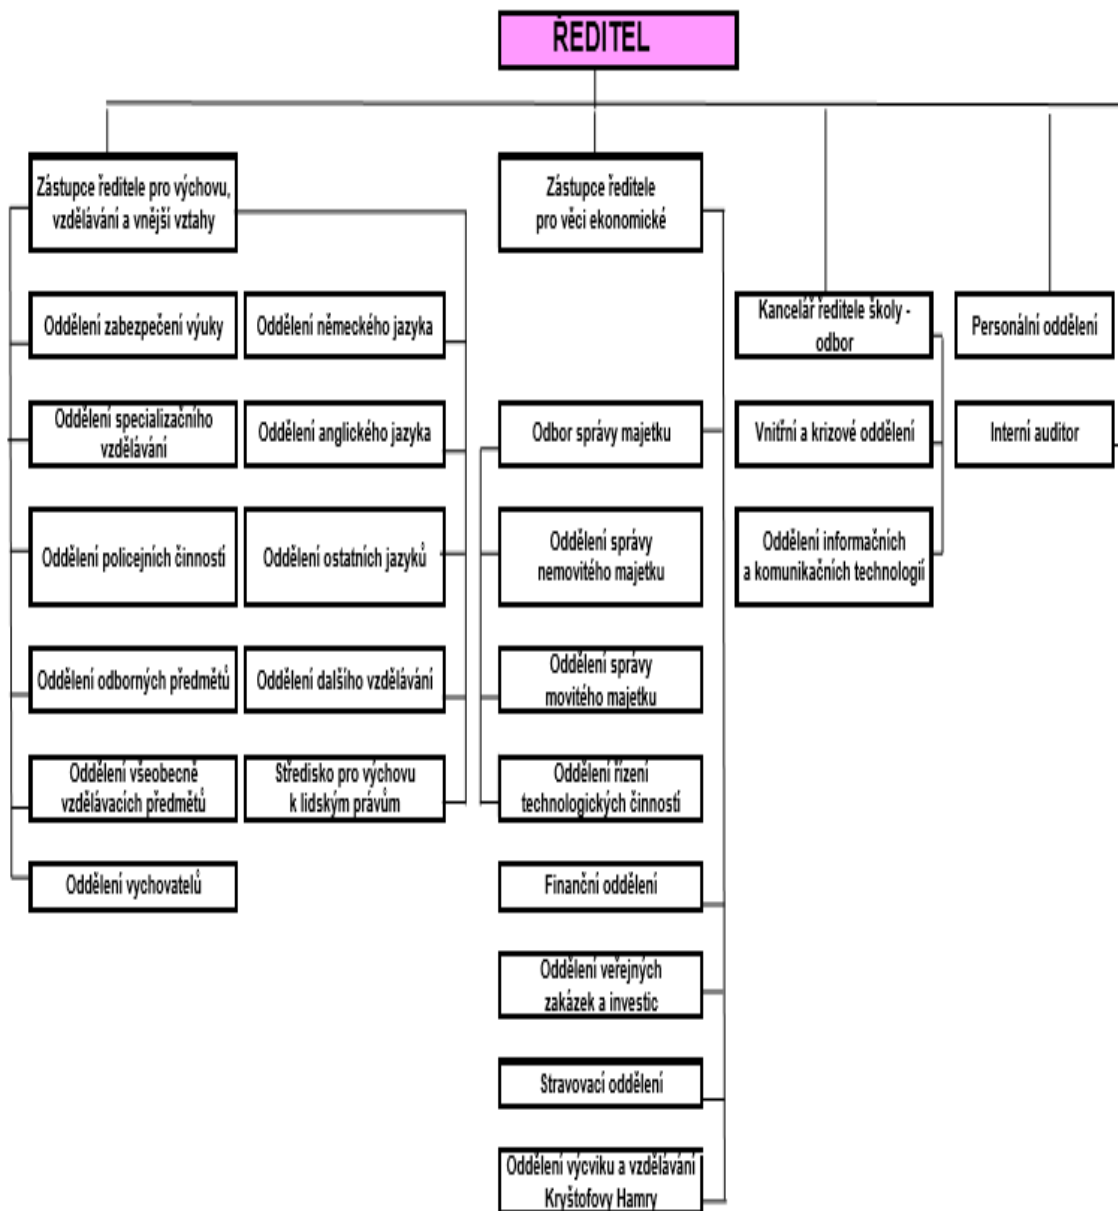 ŘEDITEL
Zástupce ředitele pro výchovu,
vzdělávání a vnější vztahy
Zástupce ředitele
pro věci ekonomické
Oddělení zabezpečení výuky
Oddělení německého jazyka
Kancelář ředitele školy -
odbor
Personální oddělení
Oddělení specializačního
vzdělávání
Oddělení anglického jazyka
Odbor správy majetku
Vnitřní a krizové oddělení
Interní auditor
Oddělení policejních činností
Oddělení ostatních jazyků
Oddělení správy
nemovitého majetku
Oddělení informačních
a komunikačních technologií
Oddělení odborných předmětů
Oddělení dalšího vzdělávání
Oddělení správy
movitého majetku
Oddělení všeobecně
vzdělávacích předmětů
Středisko pro výchovu
k lidským právům
Oddělení řízení
technologických činností
Oddělení vychovatelů
Finanční oddělení
Oddělení veřejných
zakázek a investic
Stravovací oddělení
Oddělení výcviku a vzdělávání
Kryštofovy Hamry